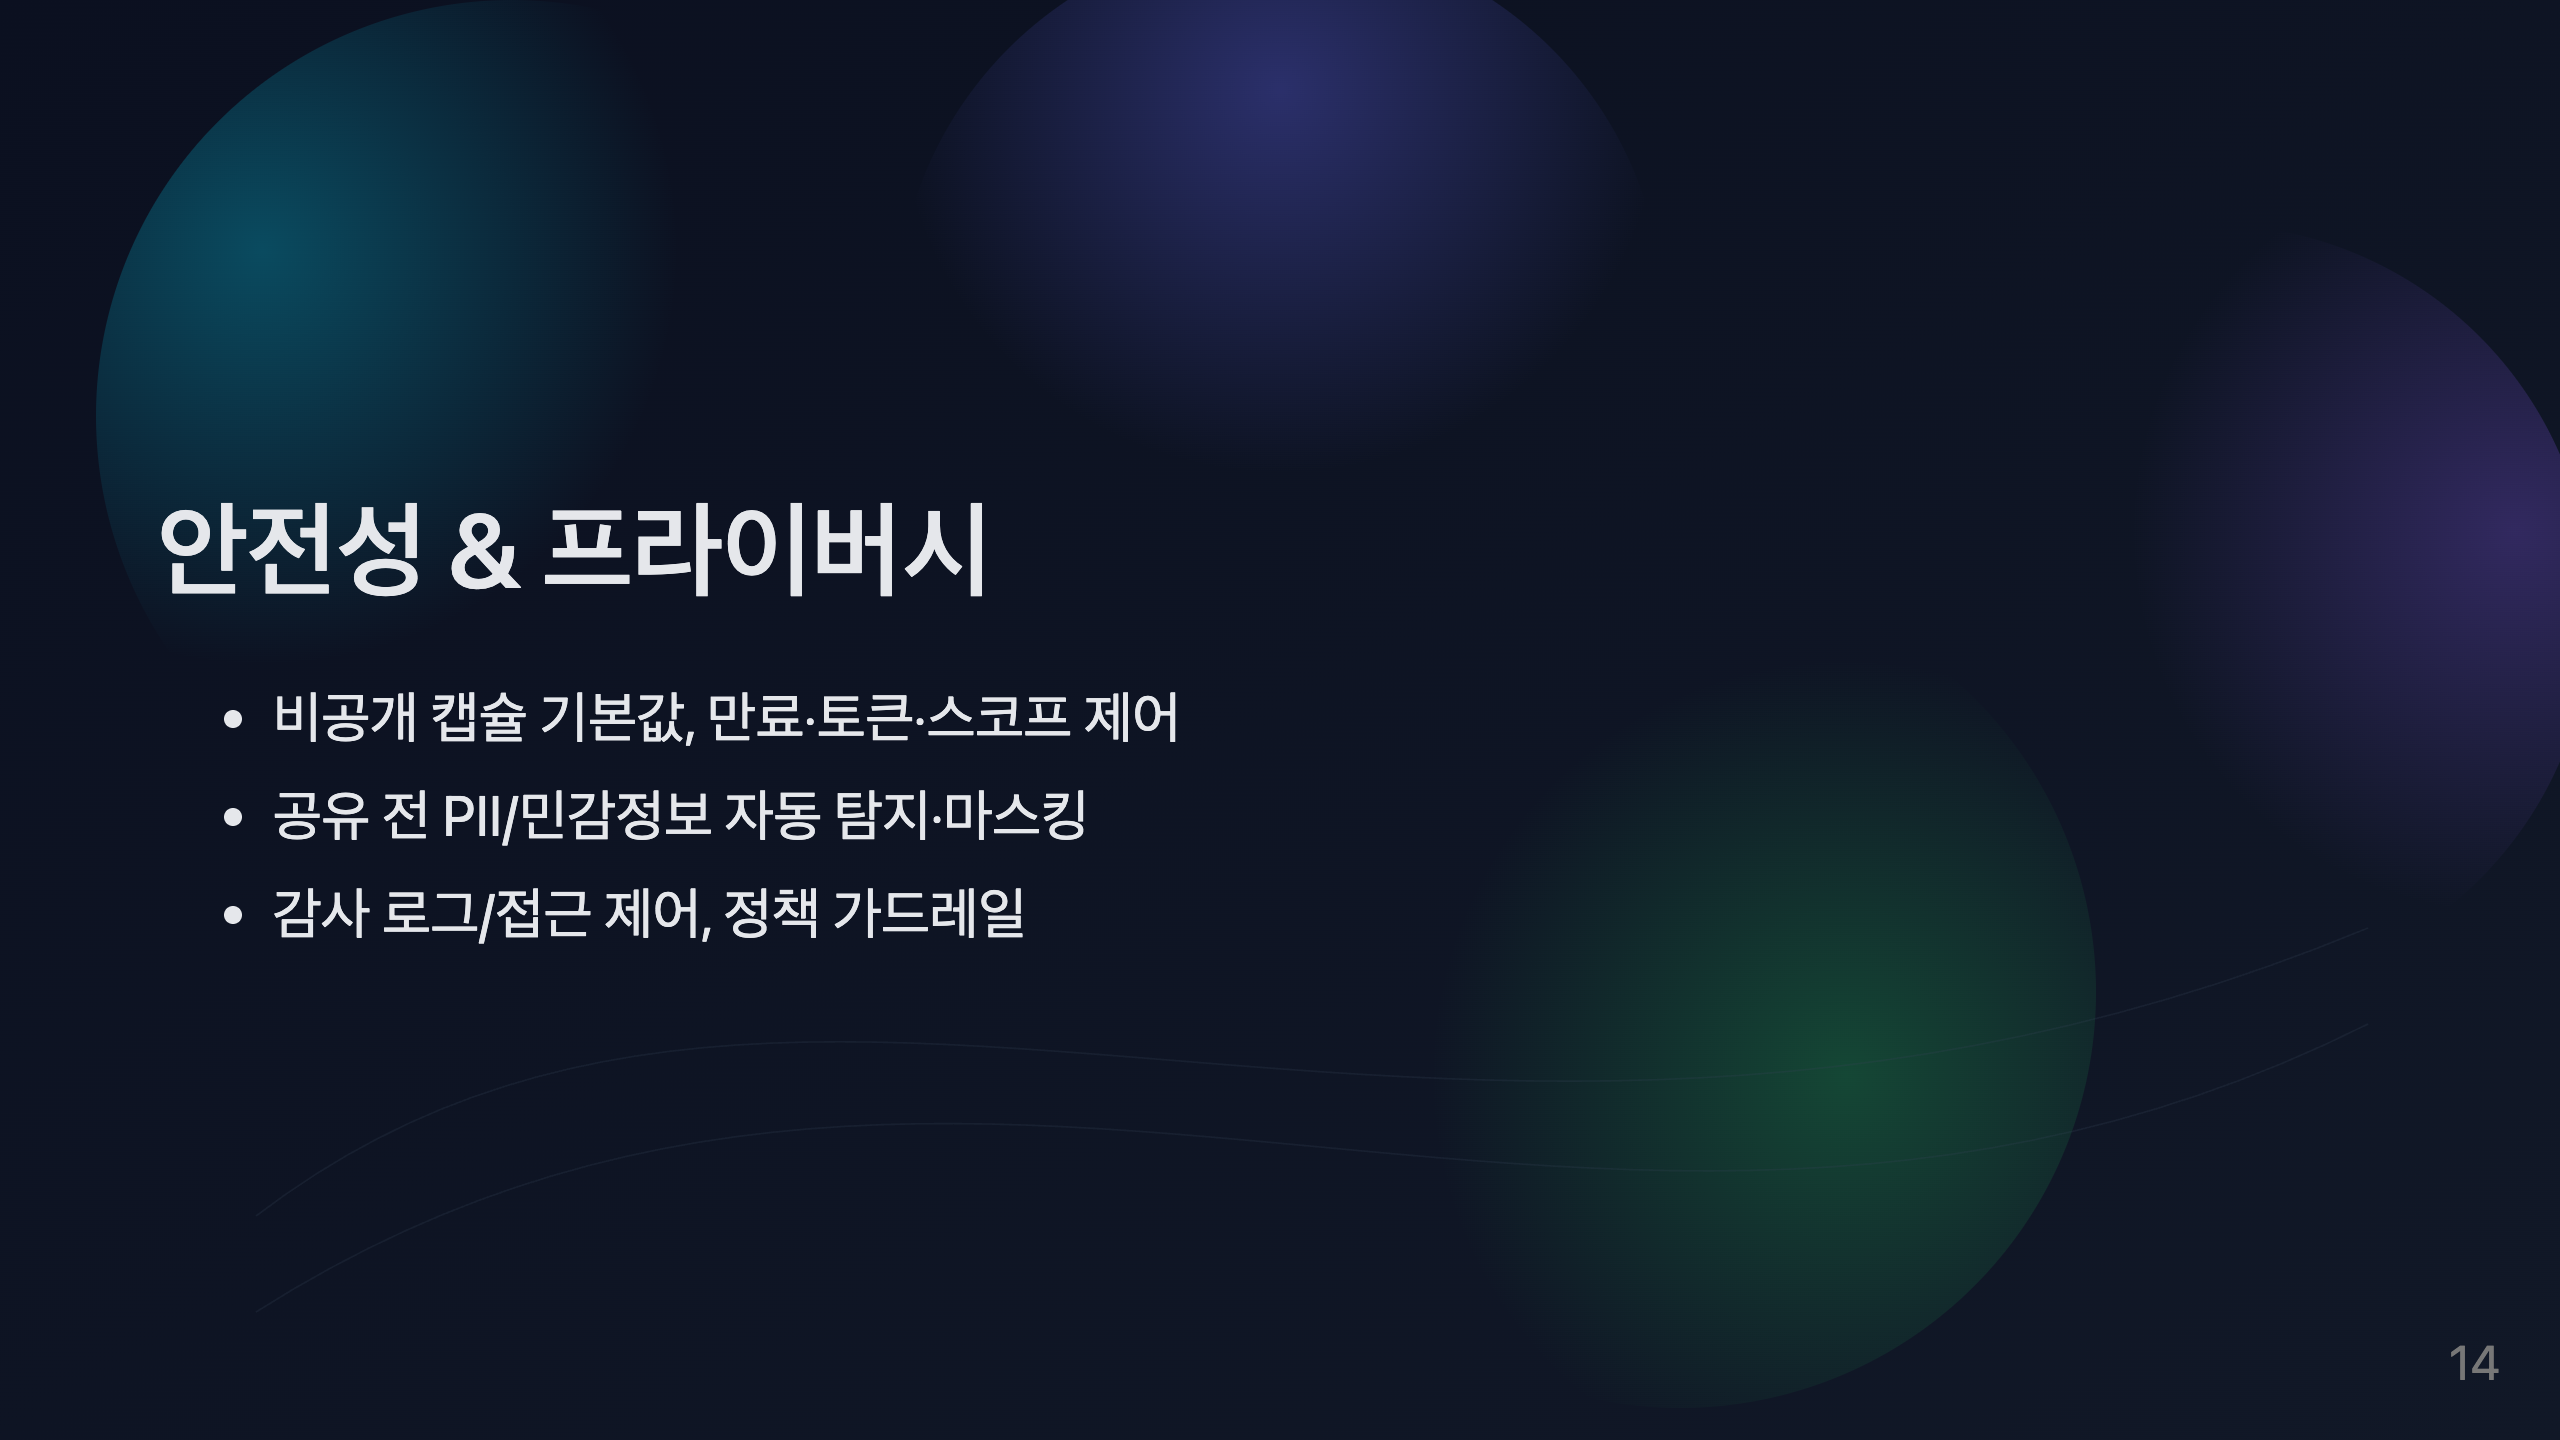 안전성 & 프라이버시
• 비공개 캡슐 기본값, 만료·토큰·스코프 제어
• 공유 전 PII/민감정보 자동 탐지·마스킹
• 감사 로그/접근 제어, 정책 가드레일
14